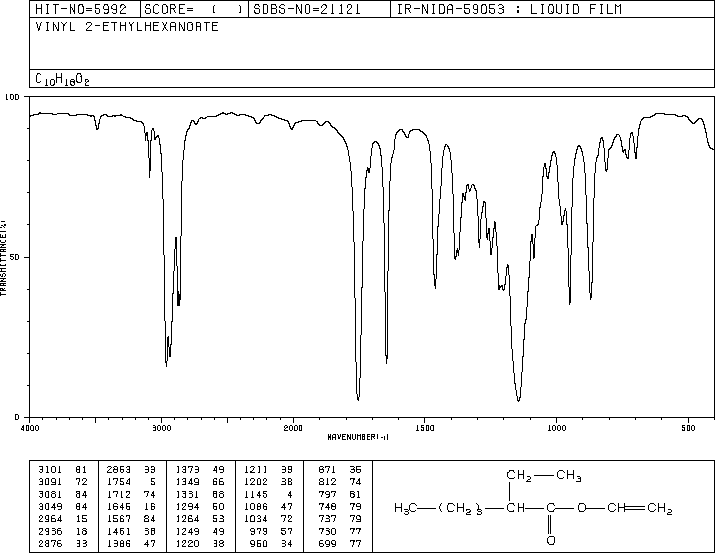 HIT-NO=5992 SCORE= ( ) SDBS-NO=21121 IR-NIDA-59053 : LIQUID FILM
VINYL 2-ETHYLHEXANOATE
C10H18O2
100
50
0
TRANSMITTANCE(%)
4000 3000 2000 1500 1000 500
WAVENUMBER(-1)
3101 81 2863 33 1379 49 1211 39 871 36
3091 72 1754 5 1349 66 1202 38 812 74
3081 84 1712 74 1331 68 1145 4 797 81
3049 84 1646 16 1294 50 1086 47 748 79
2964 15 1567 84 1264 53 1034 72 737 79
2936 18 1461 38 1249 49 979 57 730 77
2876 33 1386 47 1220 38 950 34 699 77
CH2 CH3
H3C (CH2)3 CH C O CH CH2
O